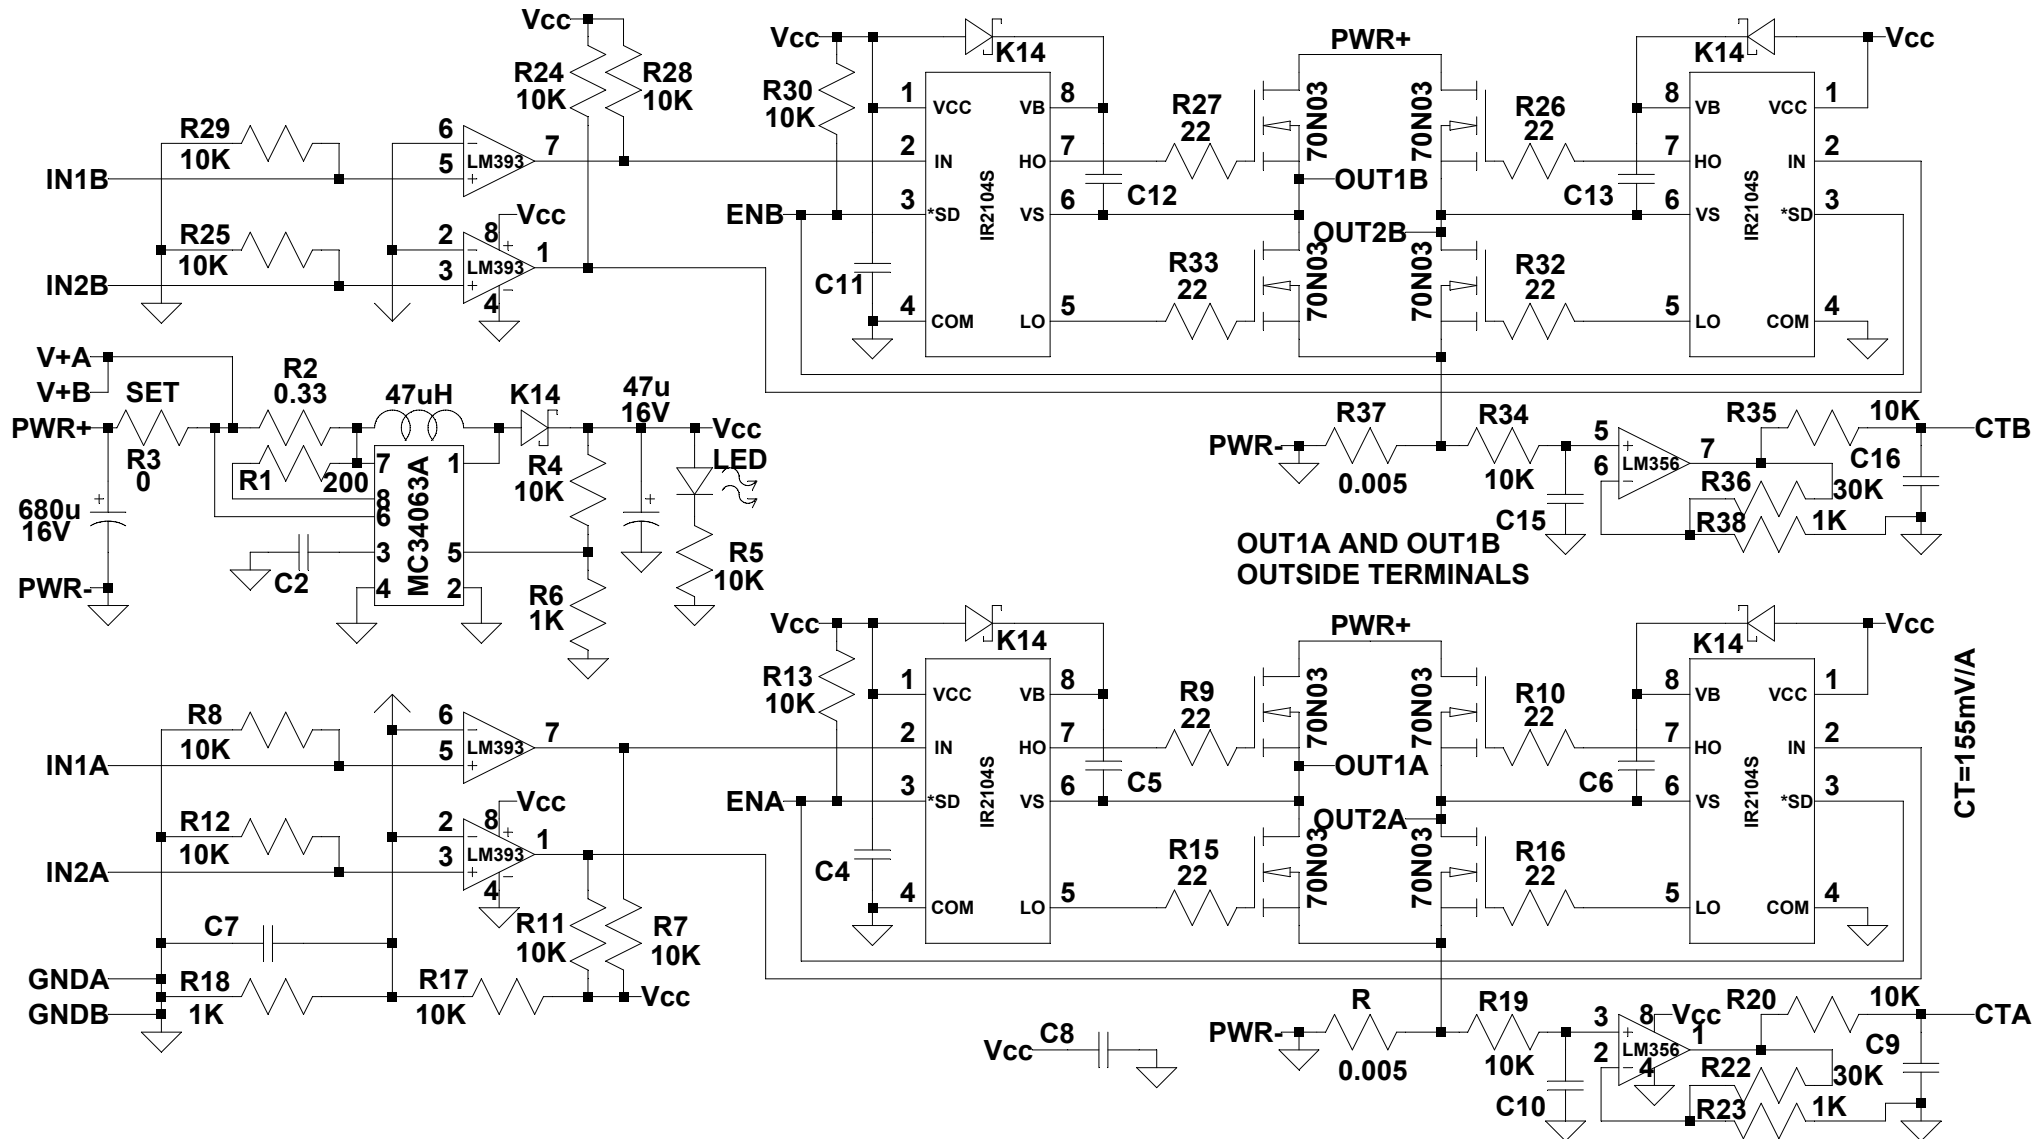 Vcc
R24
10K
R28
10K
R29
10K
IN1B
6
5
LM393
7
R25
10K
IN2B
2
3
Vcc
8
LM393
1
4
Vcc
R30
10K
K14
1
VCC
VB
8
2
IN
HO
7
3
*SD
VS
6
4
COM
LO
5
IR2104S
ENB
C11
C12
R27
22
R33
22
PWR+
70N03
70N03
70N03
70N03
OUT1B
OUT2B
R26
22
R32
22
C13
K14
Vcc
8
VB
VCC
1
7
HO
IN
2
6
VS
*SD
3
5
LO
COM
4
IR2104S
V+A
V+B
PWR+
SET
R3
0
680u
16V
PWR-
R2
0.33
R1
200
47uH
K14
7
1
8
6
3
5
4
2
MC34063A
C2
R4
10K
R6
1K
47u
16V
Vcc
LED
R5
10K
PWR-
R37
0.005
R34
10K
C15
5
6
LM356
7
R35
10K
CTB
C16
R36
30K
R38
1K
OUT1A AND OUT1B
OUTSIDE TERMINALS
R8
10K
IN1A
6
5
LM393
7
R12
10K
IN2A
2
3
Vcc
8
LM393
1
4
C7
GNDA
GNDB
R18
1K
R17
10K
R11
10K
R7
10K
Vcc
Vcc
R13
10K
K14
1
VCC
VB
8
2
IN
HO
7
3
*SD
VS
6
4
COM
LO
5
IR2104S
ENA
C4
C5
R9
22
R15
22
PWR+
70N03
70N03
70N03
70N03
OUT1A
OUT2A
R10
22
R16
22
C6
K14
Vcc
8
VB
VCC
1
7
HO
IN
2
6
VS
*SD
3
5
LO
COM
4
IR2104S
CT=155mV/A
Vcc
C8
PWR-
R
0.005
R19
10K
C10
3
2
8
Vcc
LM356
1
4
R20
10K
CTA
C9
R22
30K
R23
1K